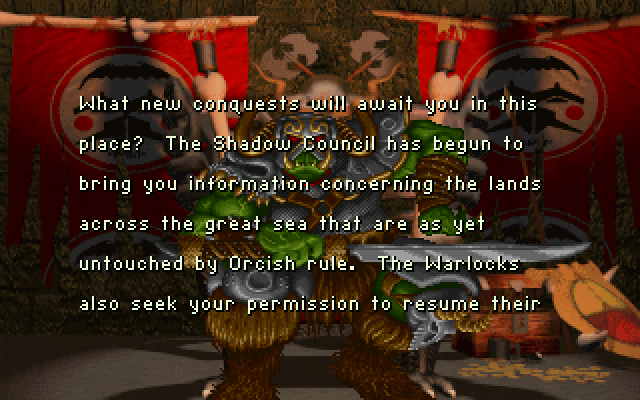 What new conquests will await you in this
place?  The Shadow Council has begun to
bring you information concerning the lands
across the great sea that are as yet
untouched by Orcish rule.  The Warlocks
also seek your permission to resume their